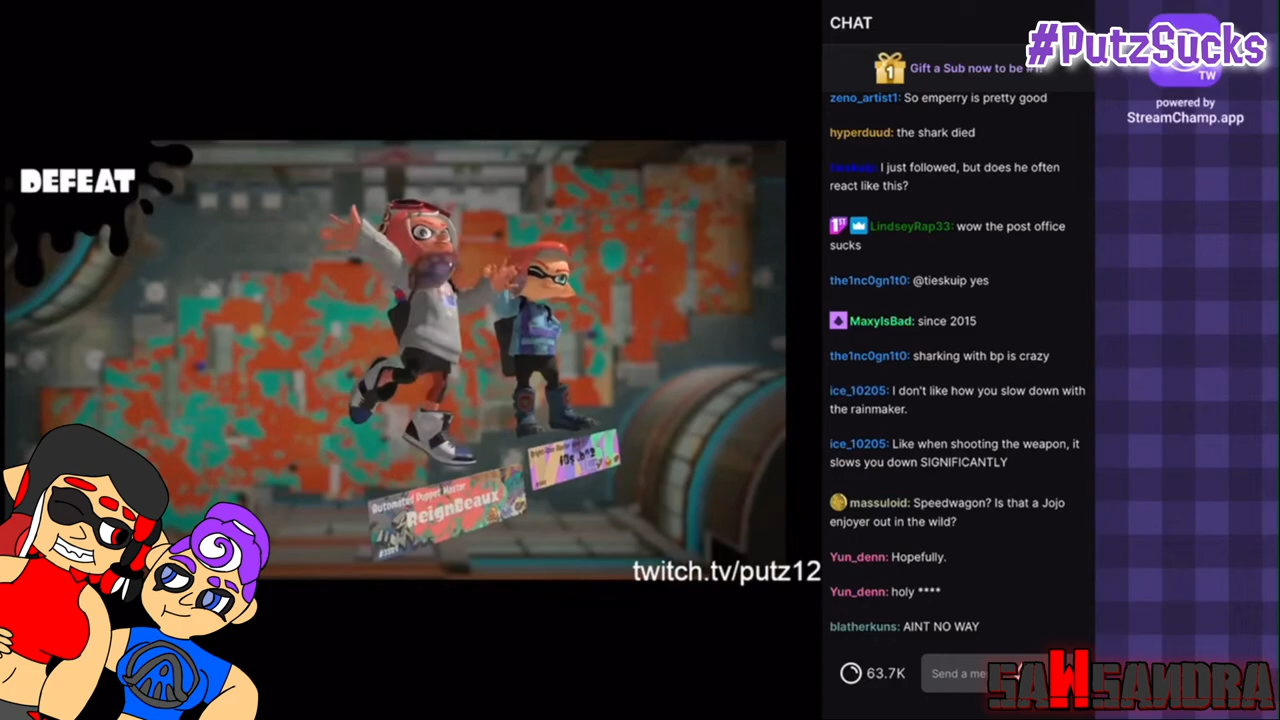 CHAT
#PutzSucks
Gift a Sub now to be #1!
TW
powered by
StreamChamp.app
zeno_artist1: So emperry is pretty good
hyperduud: the shark died
I just followed, but does he often
react like this?
LindseyRap33: wow the post office
sucks
the1nc0gn1t0: @tieskuip yes
MaxyIsBad: since 2015
the1nc0gn1t0: sharking with bp is crazy
ice_10205: I don't like how you slow down with
the rainmaker.
ice_10205: Like when shooting the weapon, it
slows you down SIGNIFICANTLY
massuloid: Speedwagon? Is that a Jojo
enjoyer out in the wild?
Yun_denn: Hopefully.
Yun_denn: holy ****
blatherkuns: AINT NO WAY
63.7K
Send a me
SAWSANDRA
DEFEAT
Automated Puppet Master
ReignDeaux
twitch.tv/putz12